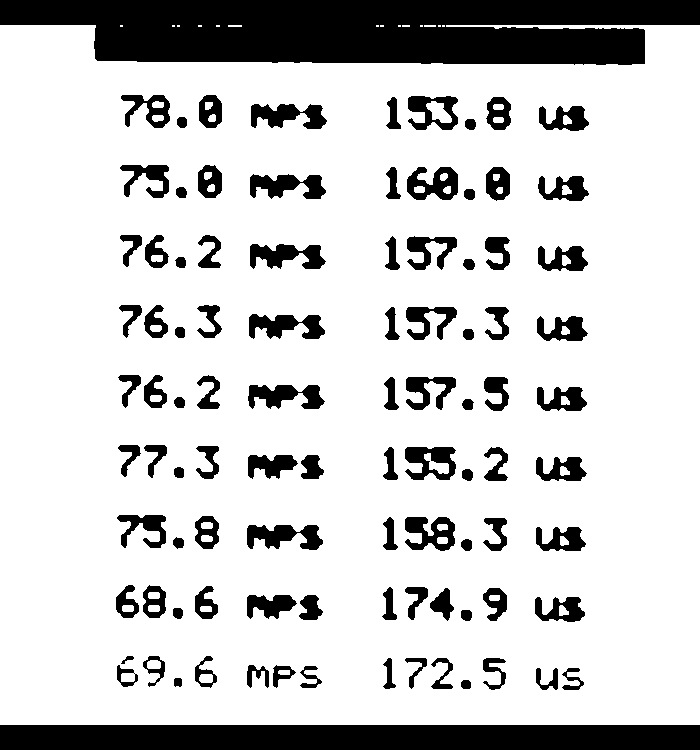 78.0 mps 153.8 us
75.0 mps 160.0 us
76.2 mps 157.5 us
76.3 mps 157.3 us
76.2 mps 157.5 us
77.3 mps 155.2 us
75.8 mps 158.3 us
68.6 mps 174.9 us
69.6 mps 172.5 us